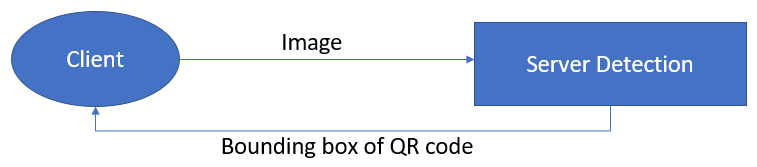 Image
Client
Server Detection
Bounding box of QR code